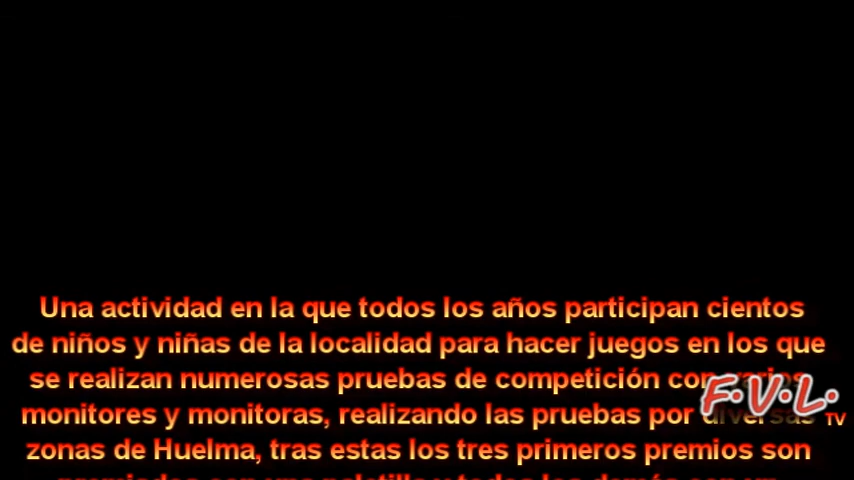 Una actividad en la que todos los años participan cientos
de niños y niñas de la localidad para hacer juegos en los que
se realizan numerosas pruebas de competición con varios
monitores y monitoras, realizando las pruebas por diversas
zonas de Huelma, tras estas los tres primeros premios son
F·V·L·
TV